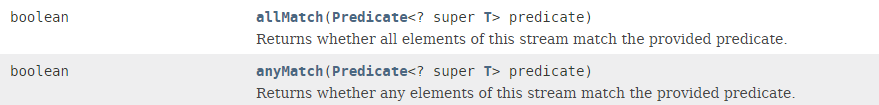 boolean allMatch(Predicate<? super T> predicate)
Returns whether all elements of this stream match the provided predicate.
boolean anyMatch(Predicate<? super T> predicate)
Returns whether any elements of this stream match the provided predicate.